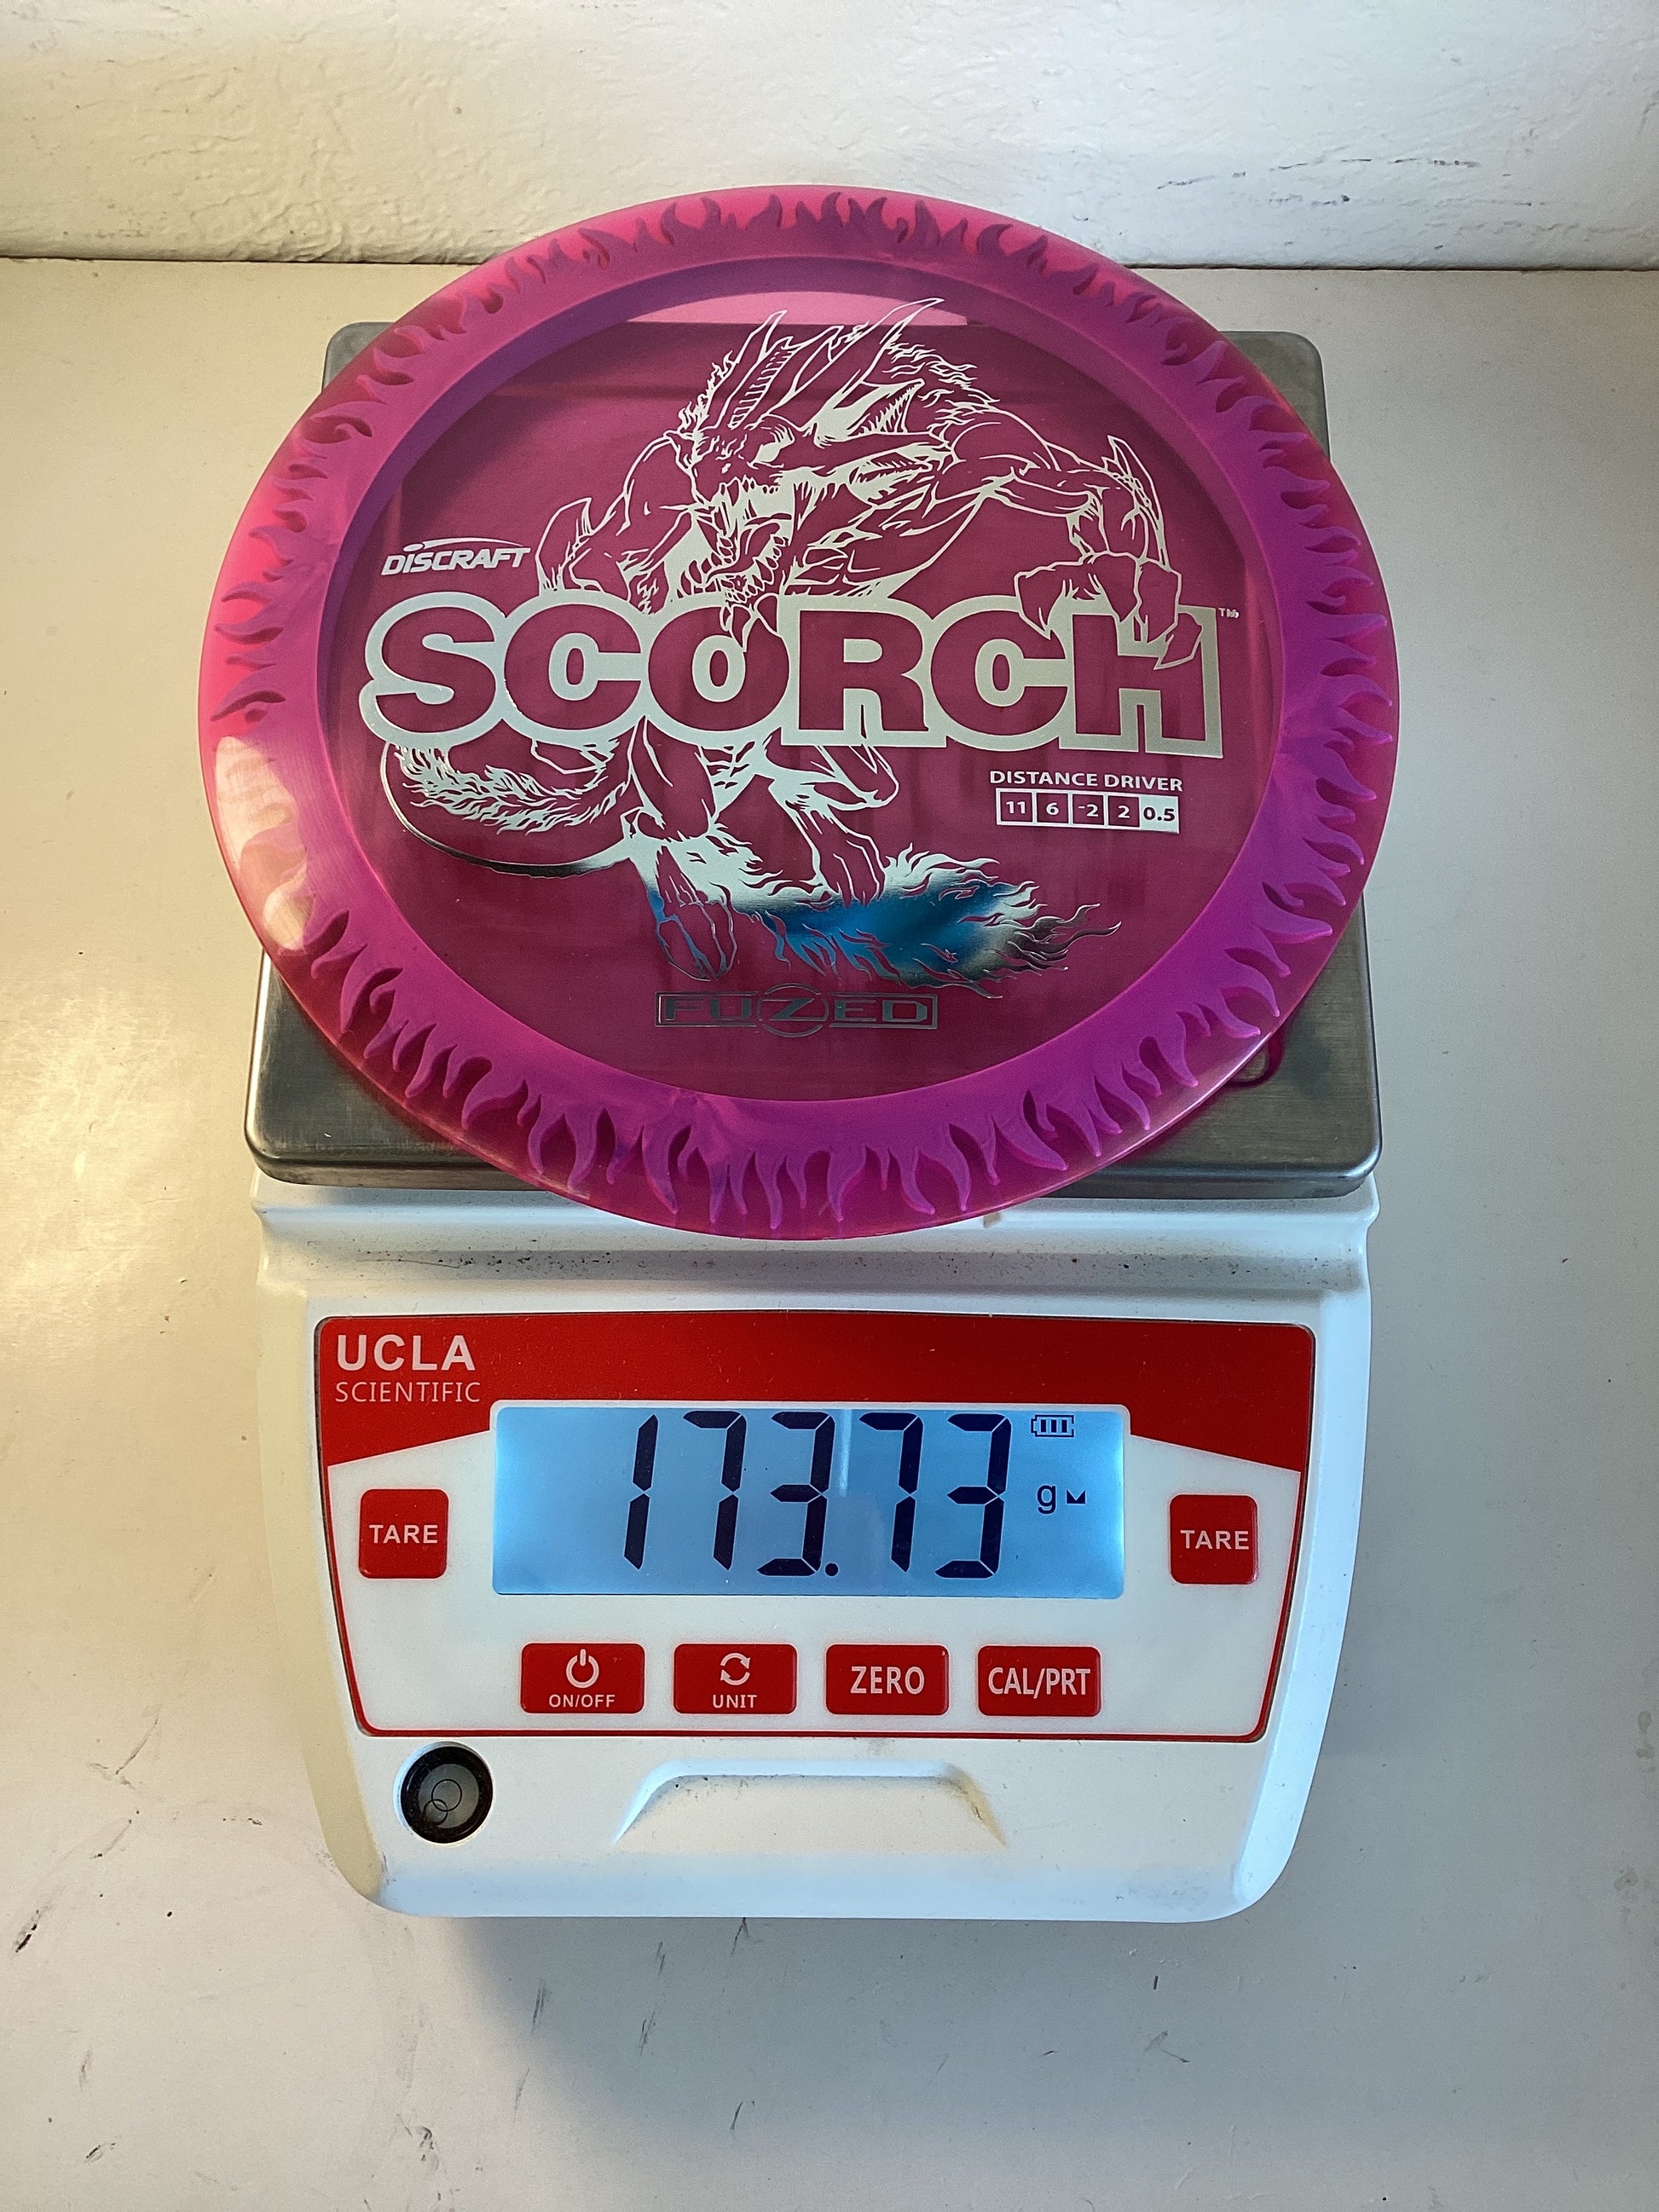 DISCRAFT
SCORCH™
DISTANCE DRIVER
11 6 -2 2 0.5
FUZED
UCLA
SCIENTIFIC
173.73 g
TARE
TARE
ON/OFF
UNIT
ZERO
CAL/PRT